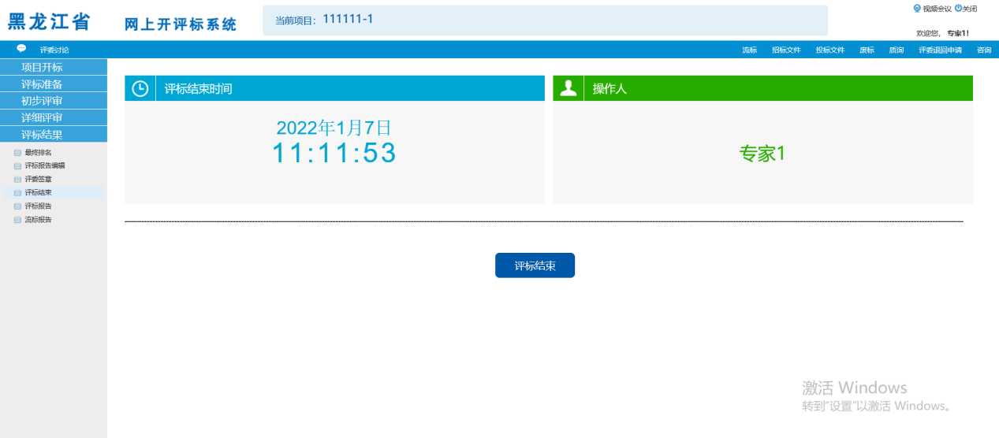 黑龙江省 网上开评标系统 当前项目： 111111-1 视频会议 关闭
欢迎您， 专家1！
评委讨论 流标 招标文件 投标文件 废标 质询 评委退回申请 咨询
项目开标
评标准备
初步评审
详细评审
评标结果
最终排名
评标报告编辑
评委签章
评标结束
评标报告
流标报告
评标结束时间
2022年1月7日
11:11:53
操作人
专家1
评标结束
激活 Windows
转到"设置"以激活 Windows。